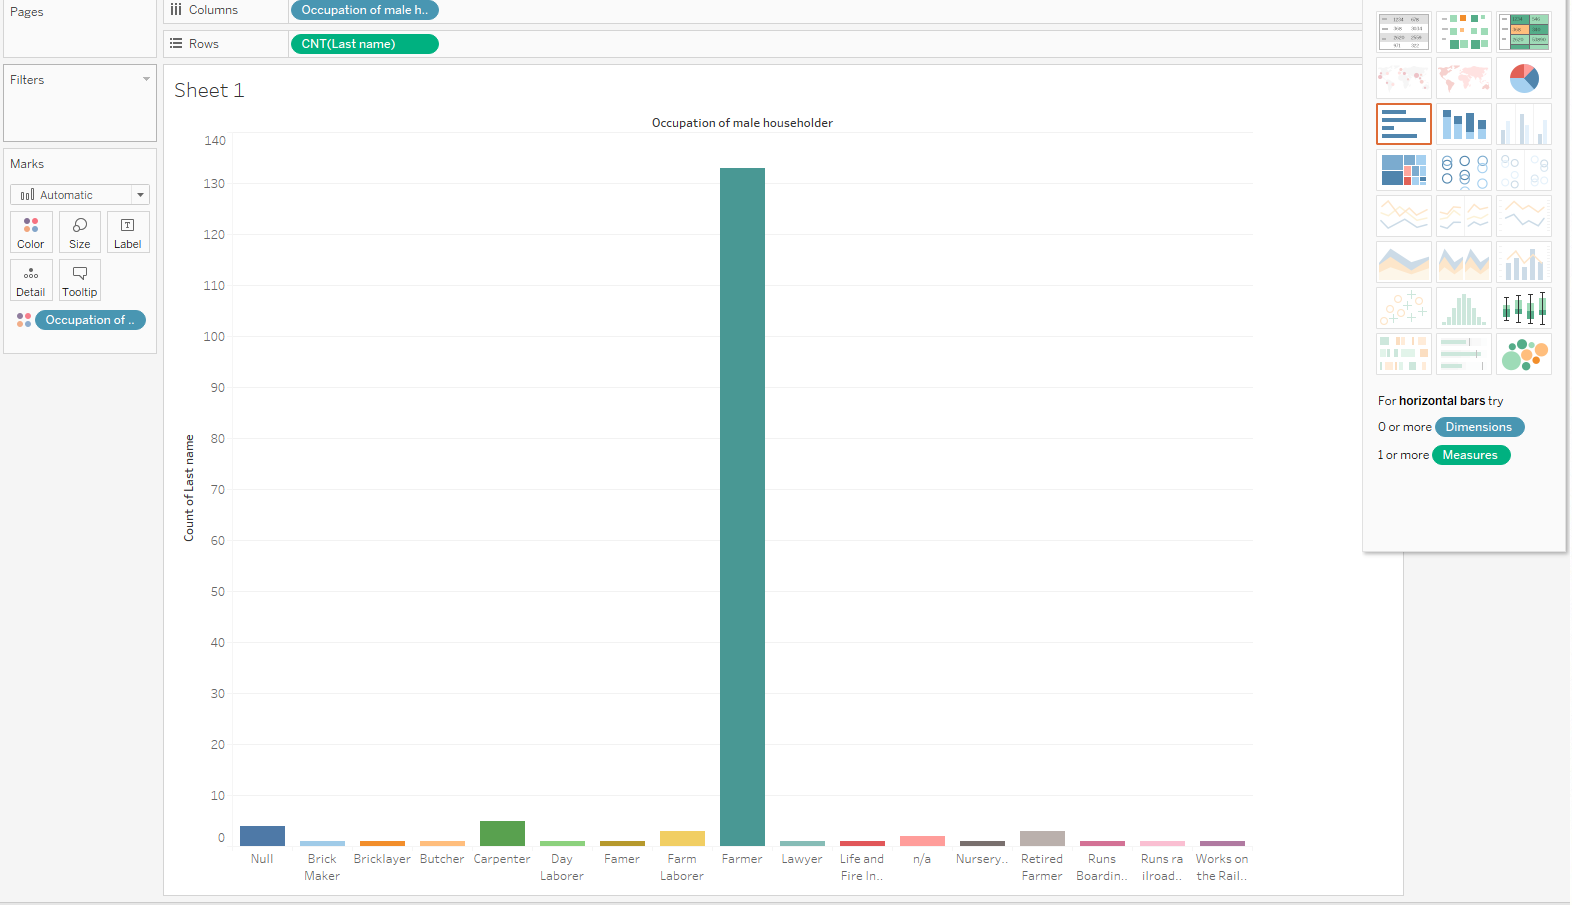 Pages
Columns
Occupation of male h..
Rows
CNT(Last name)
Filters
Marks
Automatic
Color
Size
Label
Detail
Tooltip
Occupation of ..
Sheet 1
Occupation of male householder
Count of Last name
140
130
120
110
100
90
80
70
60
50
40
30
20
10
0
Null
Brick
Maker
Bricklayer
Butcher
Carpenter
Day
Laborer
Famer
Farm
Laborer
Farmer
Lawyer
Life and
Fire In..
n/a
Nursery..
Retired
Farmer
Runs
Boardin..
Runs ra
ilroad..
Works on
the Rail..
For horizontal bars try
0 or more Dimensions
1 or more Measures